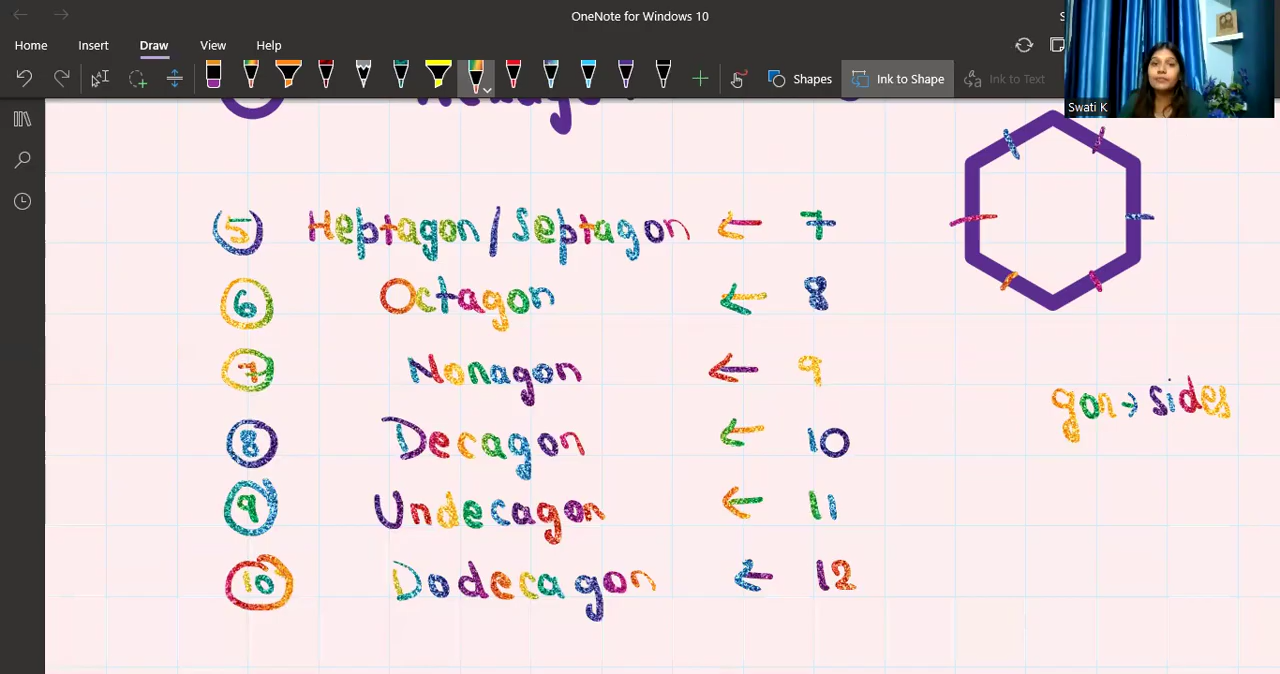 OneNote for Windows 10
Home Insert Draw View Help
Shapes Ink to Shape Ink to Text
Swati K
5 Heptagon/Septagon ← 7
6 Octagon ← 8
7 Nonagon ← 9
gon → sides
8 Decagon ← 10
9 Undecagon ← 11
10 Dodecagon ← 12